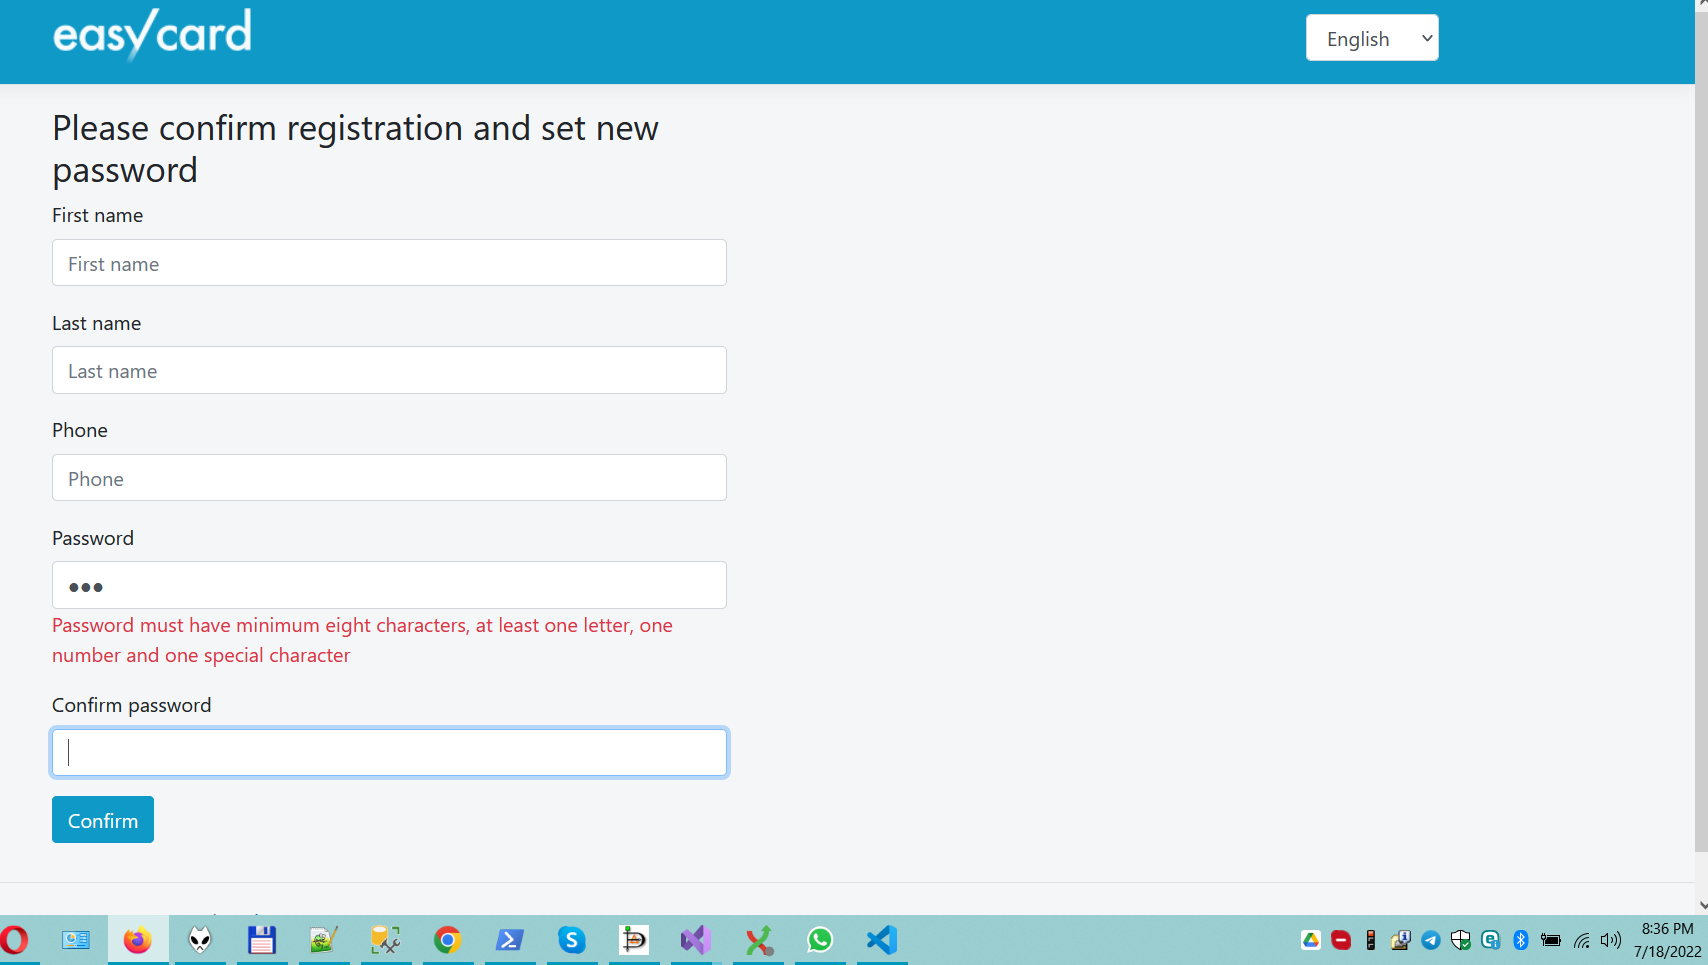 easycard
English
Please confirm registration and set new
password
First name
First name
Last name
Last name
Phone
Phone
Password
Password must have minimum eight characters, at least one letter, one
number and one special character
Confirm password
Confirm
8:36 PM
7/18/2022